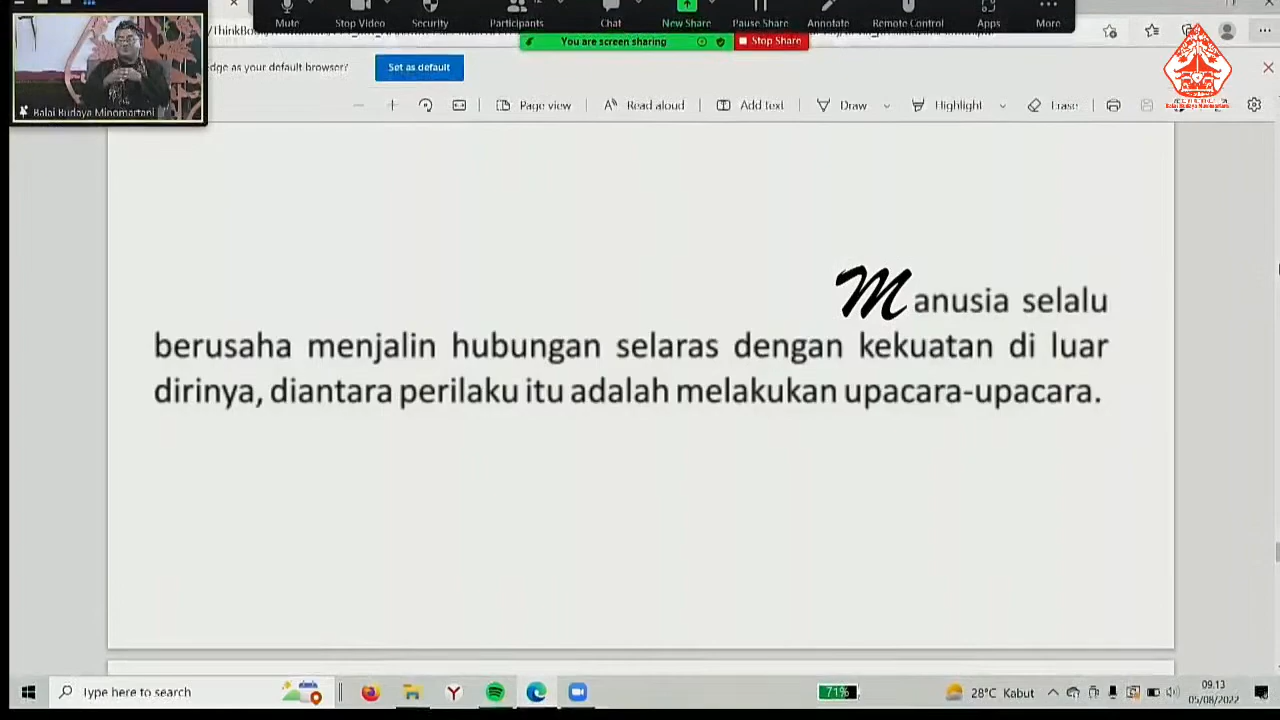 Mute
Stop Video
Security
Participants
Chat
New Share
Pause Share
Annotate
Remote Control
Apps
More
You are screen sharing
Stop Share
as your default browser?
Set as default
Page view
Read aloud
Add text
Draw
Highlight
Erase
Balai Budaya Minomartani
Balai Budaya Minomartani
Manusia selalu
berusaha menjalin hubungan selaras dengan kekuatan di luar
dirinya, diantara perilaku itu adalah melakukan upacara-upacara.
Type here to search
71%
28°C Kabut
09.13
05/08/2022